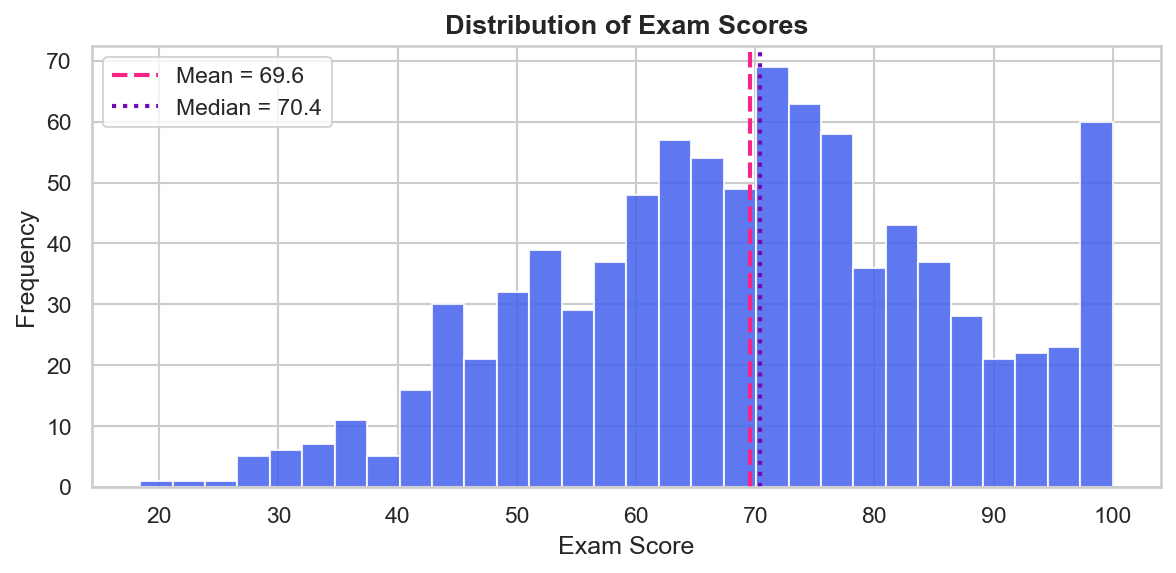 Distribution of Exam Scores
Mean = 69.6
Median = 70.4
Frequency
70
60
50
40
30
20
10
0
20 30 40 50 60 70 80 90 100
Exam Score